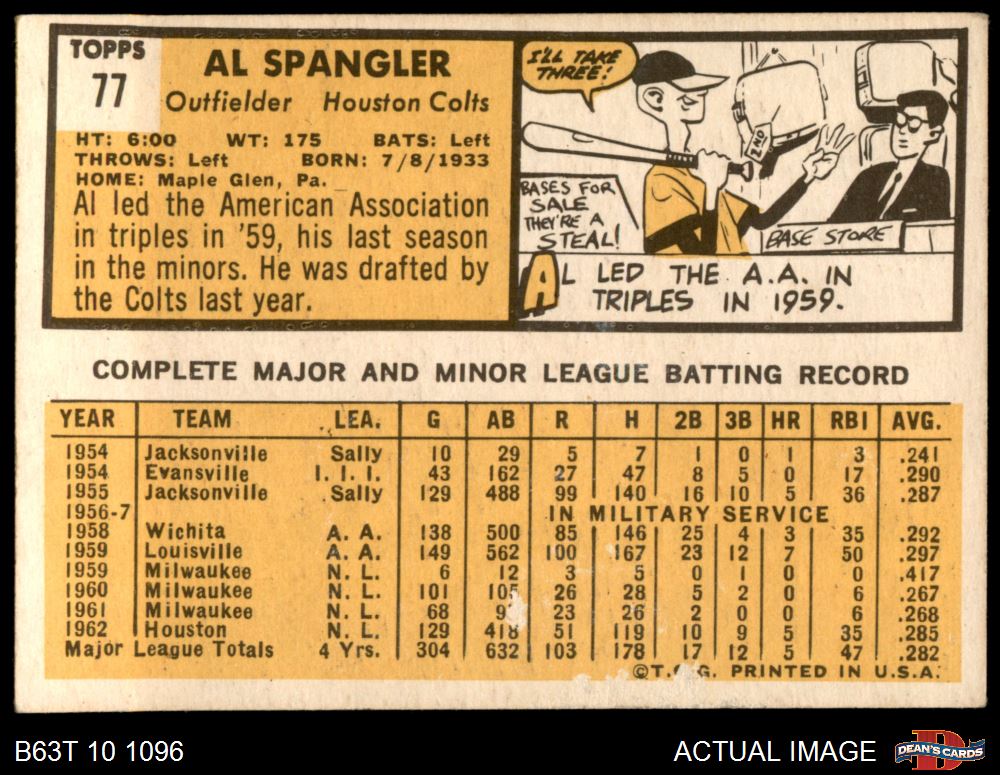 TOPPS
77
AL SPANGLER
Outfielder Houston Colts
HT: 6:00 WT: 175 BATS: Left
THROWS: Left BORN: 7/8/1933
HOME: Maple Glen, Pa.
Al led the American Association
in triples in '59, his last season
in the minors. He was drafted by
the Colts last year.
I'LL TAKE
THREE!
2ND
BASES FOR
SALE
THEY'RE A
STEAL!
BASE STORE
AL LED THE A.A. IN
TRIPLES IN 1959.
COMPLETE MAJOR AND MINOR LEAGUE BATTING RECORD
YEAR TEAM LEA. G AB R H 2B 3B HR RBI AVG.
1954 Jacksonville Sally 10 29 5 7 1 0 1 3 .241
1954 Evansville I. I. I. 43 162 27 47 8 5 0 17 .290
1955 Jacksonville Sally 129 488 99 140 16 10 5 36 .287
1956-7 IN MILITARY SERVICE
1958 Wichita A. A. 138 500 85 146 25 4 3 35 .292
1959 Louisville A. A. 149 562 100 167 23 12 7 50 .297
1959 Milwaukee N. L. 6 12 3 5 0 1 0 0 .417
1960 Milwaukee N. L. 101 105 26 28 5 2 0 6 .267
1961 Milwaukee N. L. 68 23 26 2 0 0 6 .268
1962 Houston N. L. 129 418 51 119 10 9 5 35 .285
Major League Totals 4 Yrs. 304 632 103 178 17 12 5 47 .282
©T.C.G. PRINTED IN U.S.A.
B63T 10 1096
ACTUAL IMAGE
DEAN'S CARDS